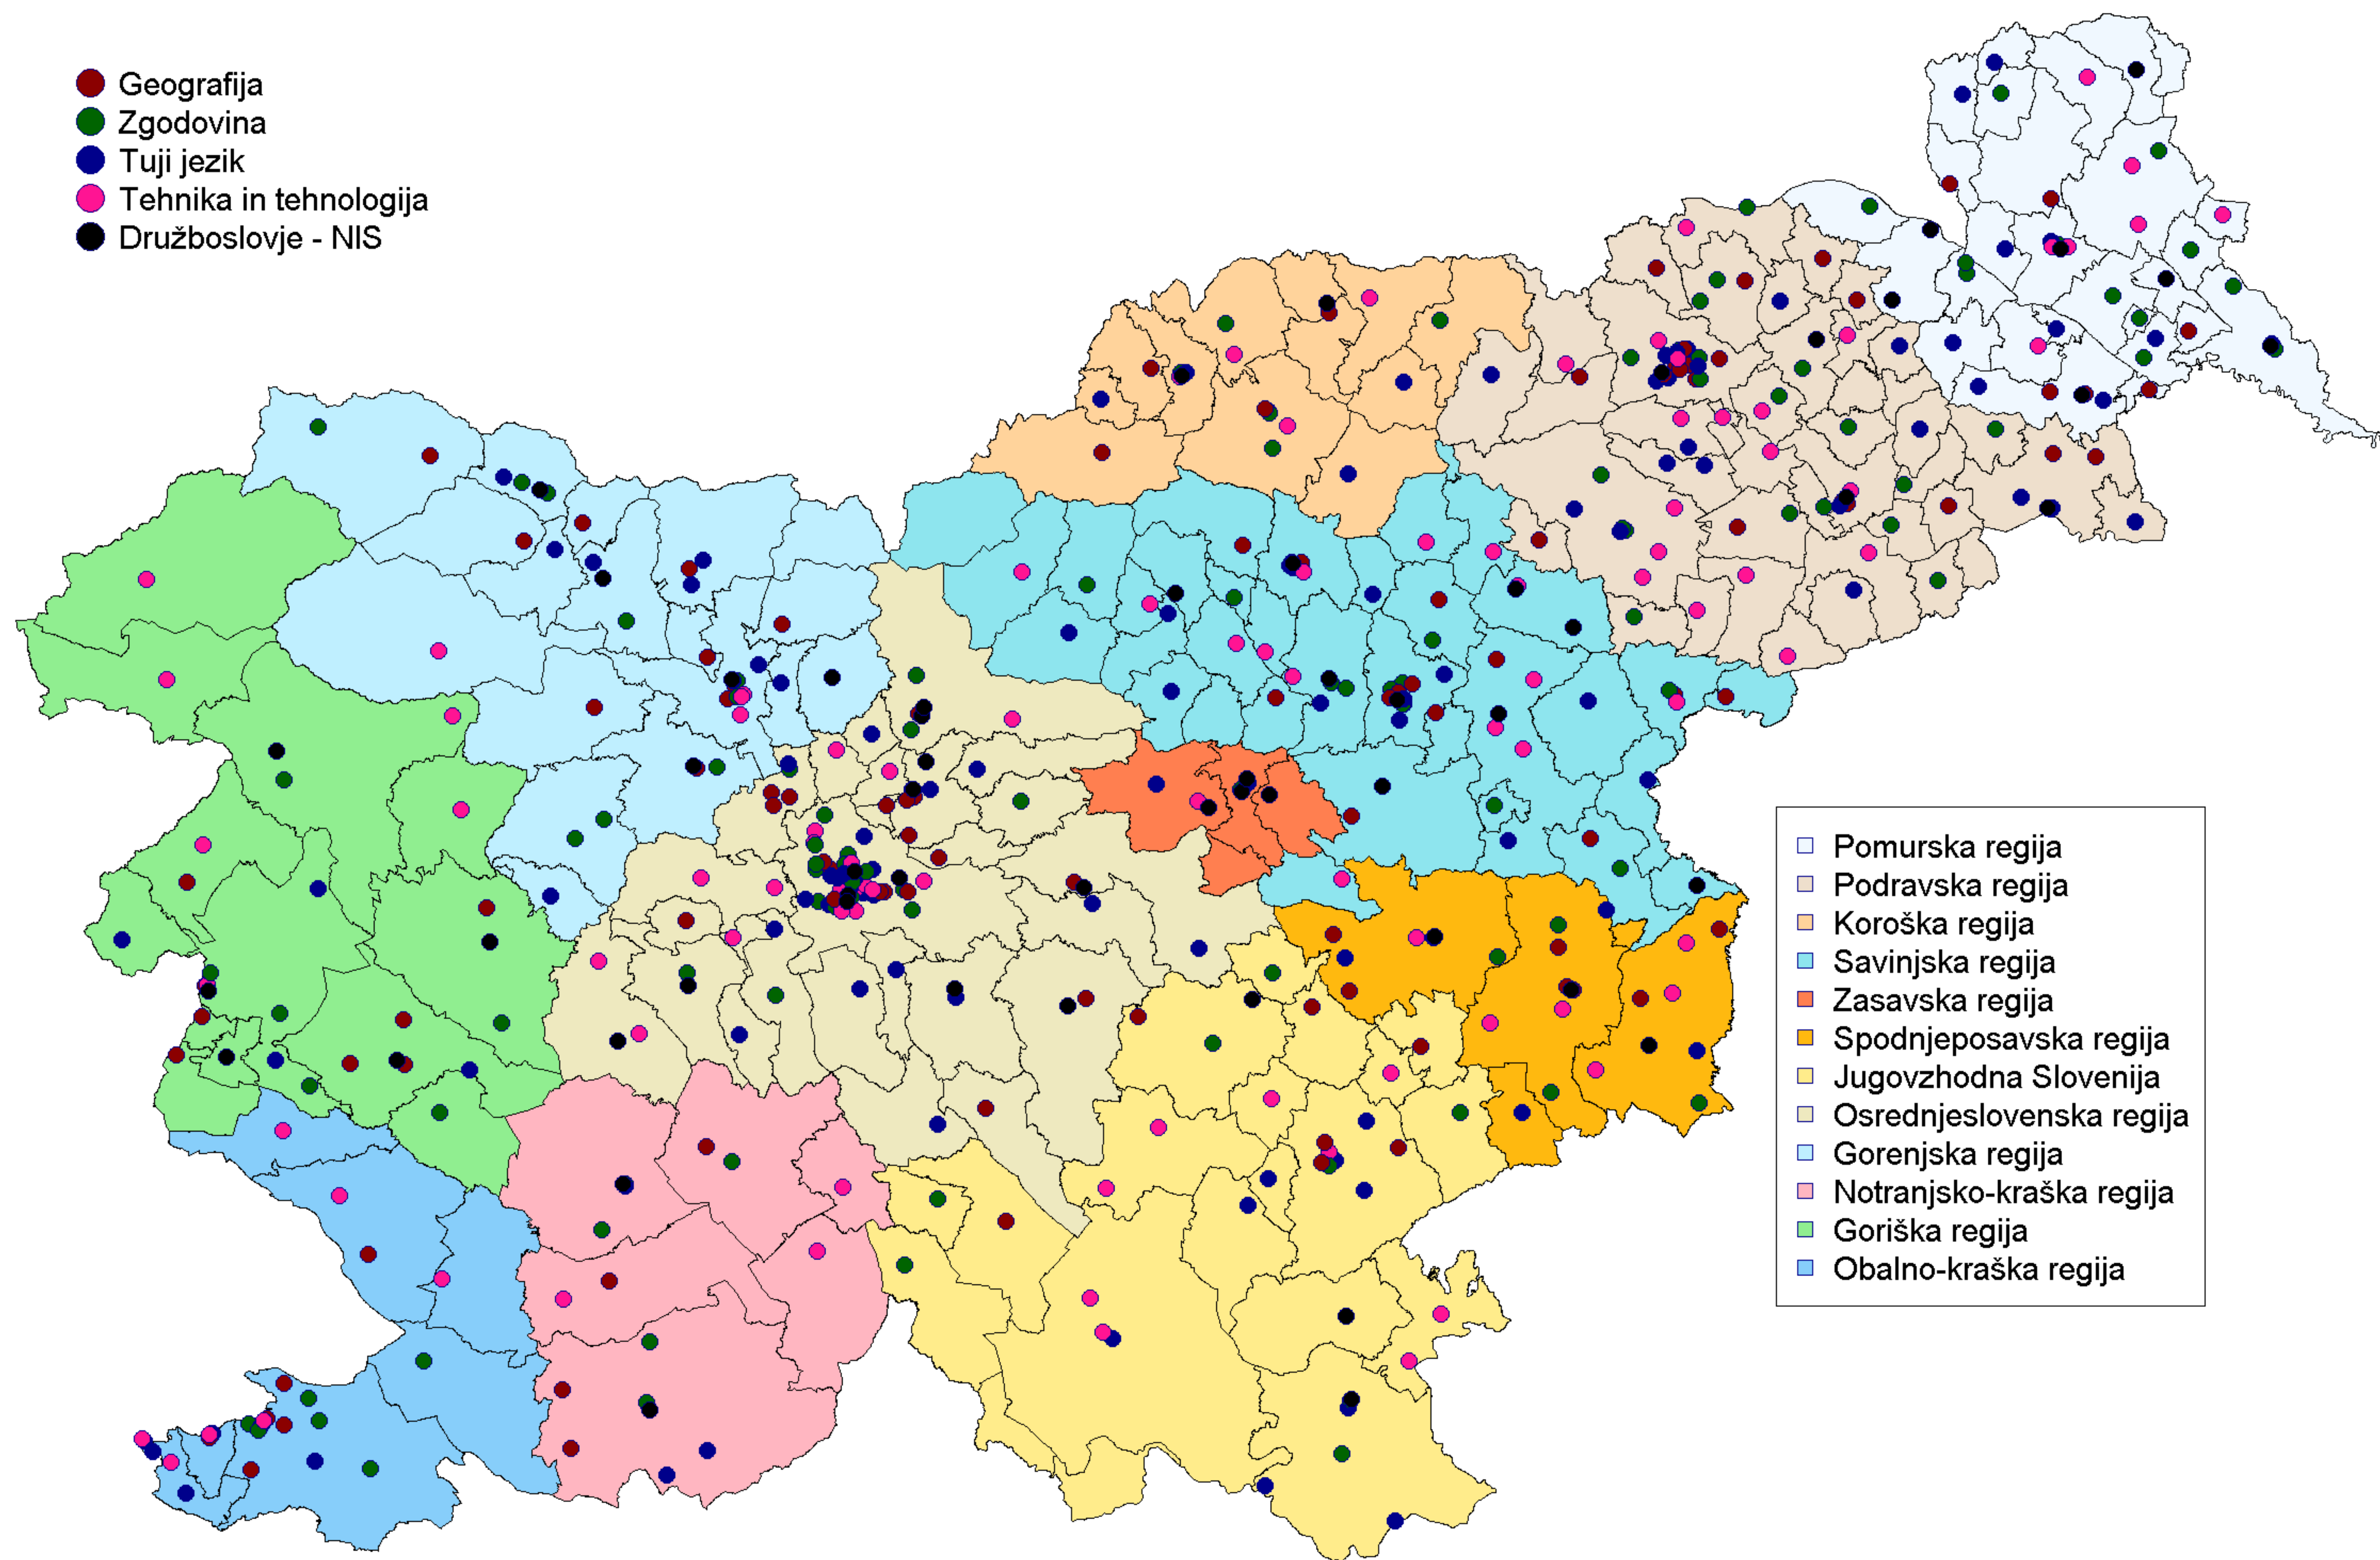 Geografija
Zgodovina
Tuji jezik
Tehnika in tehnologija
Družboslovje - NIS
Pomurska regija
Podravska regija
Koroška regija
Savinjska regija
Zasavska regija
Spodnjeposavska regija
Jugovzhodna Slovenija
Osrednjeslovenska regija
Gorenjska regija
Notranjsko-kraška regija
Goriška regija
Obalno-kraška regija